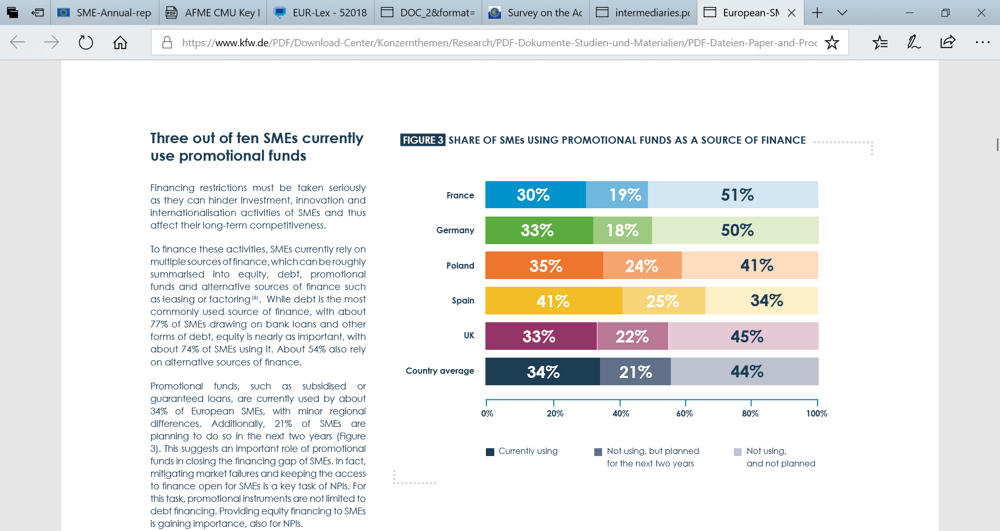 SME-Annual-rep
AFME CMU Key I
EUR-Lex - 52018
DOC_2&format=
Survey on the Ac
intermediaries.pc
European-SM
https://www.kfw.de/PDF/Download-Center/Konzernthemen/Research/PDF-Dokumente-Studien-und-Materialien/PDF-Dateien-Paper-and-Proc
Three out of ten SMEs currently
use promotional funds
Financing restrictions must be taken seriously
as they can hinder investment, innovation and
internationalisation activities of SMEs and thus
affect their long-term competitiveness.
To finance these activities, SMEs currently rely on
multiple sources of finance, which can be roughly
summarised into equity, debt, promotional
funds and alternative sources of finance such
as leasing or factoring (8). While debt is the most
commonly used source of finance, with about
77% of SMEs drawing on bank loans and other
forms of debt, equity is nearly as important, with
about 74% of SMEs using it. About 54% also rely
on alternative sources of finance.
Promotional funds, such as subsidised or
guaranteed loans, are currently used by about
34% of European SMEs, with minor regional
differences. Additionally, 21% of SMEs are
planning to do so in the next two years (Figure
3). This suggests an important role of promotional
funds in closing the financing gap of SMEs. In fact,
mitigating market failures and keeping the access
to finance open for SMEs is a key task of NPIs. For
this task, promotional instruments are not limited to
debt financing. Providing equity financing to SMEs
is gaining importance, also for NPIs.
FIGURE 3 SHARE OF SMEs USING PROMOTIONAL FUNDS AS A SOURCE OF FINANCE
France 30% 19% 51%
Germany 33% 18% 50%
Poland 35% 24% 41%
Spain 41% 25% 34%
UK 33% 22% 45%
Country average 34% 21% 44%
0% 20% 40% 60% 80% 100%
Currently using
Not using, but planned
for the next two years
Not using,
and not planned